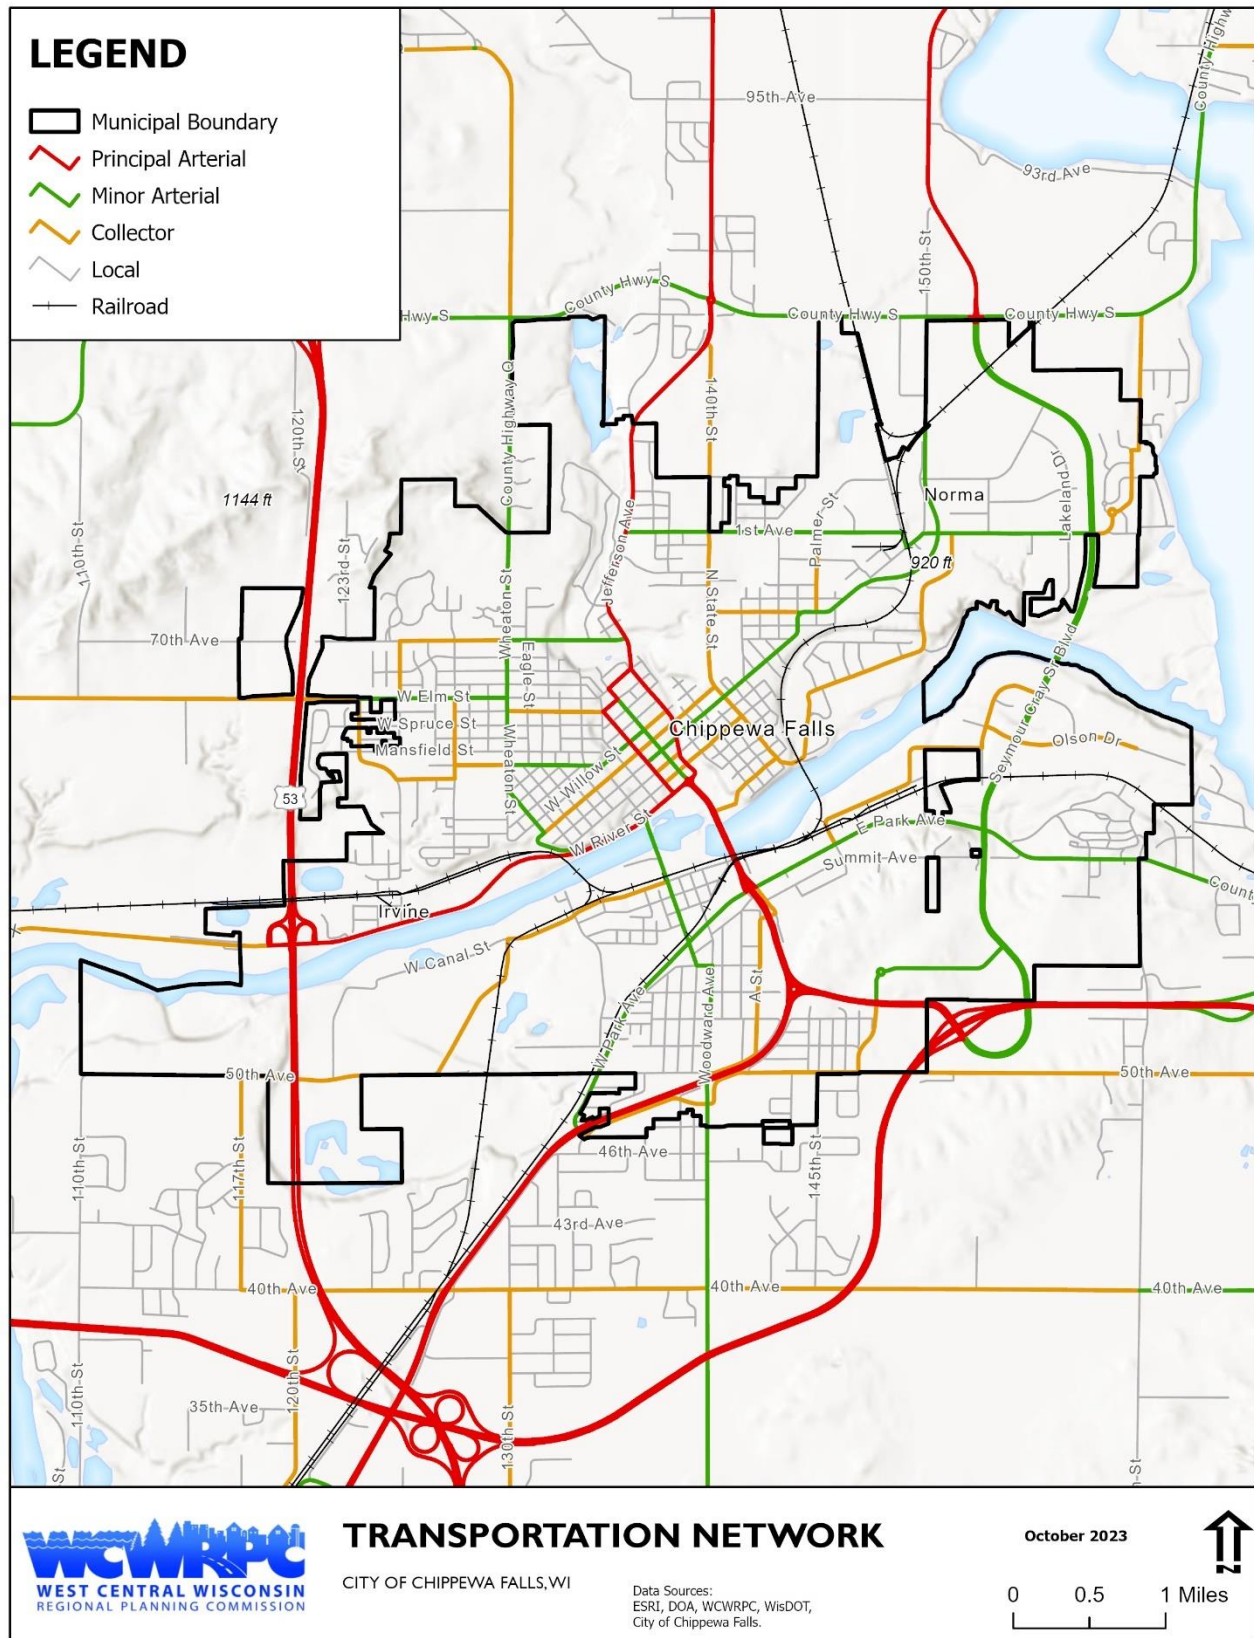 LEGEND
Municipal Boundary
Principal Arterial
Minor Arterial
Collector
Local
Railroad
95th Ave
County Highw
93rd Ave
150th St
County Hwy S
Hwy S
County Hwy S
County Hwy S
140th St
County Highway Q
120th St
1144 ft
110th St
123rd St
Jefferson Ave
1st Ave
Palmer St
Norma
Lakeland Dr
920 ft
N State St
Wheaton St
Eagle St
70th Ave
W Elm St
W Spruce St
Mansfield St
Wheaton St
Chippewa Falls
Seymour Cray Sr Blvd
Olson Dr
53
W Willow St
W River St
E Park Ave
Summit Ave
County
Irvine
W Canal St
A St
W Park Ave
Woodward Ave
50th Ave
50th Ave
46th Ave
110th St
117th St
145th St
43rd Ave
40th Ave
40th Ave
40th Ave
110th St
120th St
35th Ave
130th St
St
St
WCWRPC
WEST CENTRAL WISCONSIN
REGIONAL PLANNING COMMISSION
TRANSPORTATION NETWORK
CITY OF CHIPPEWA FALLS,WI
Data Sources:
ESRI, DOA, WCWRPC, WisDOT,
City of Chippewa Falls.
October 2023
N
0 0.5 1 Miles